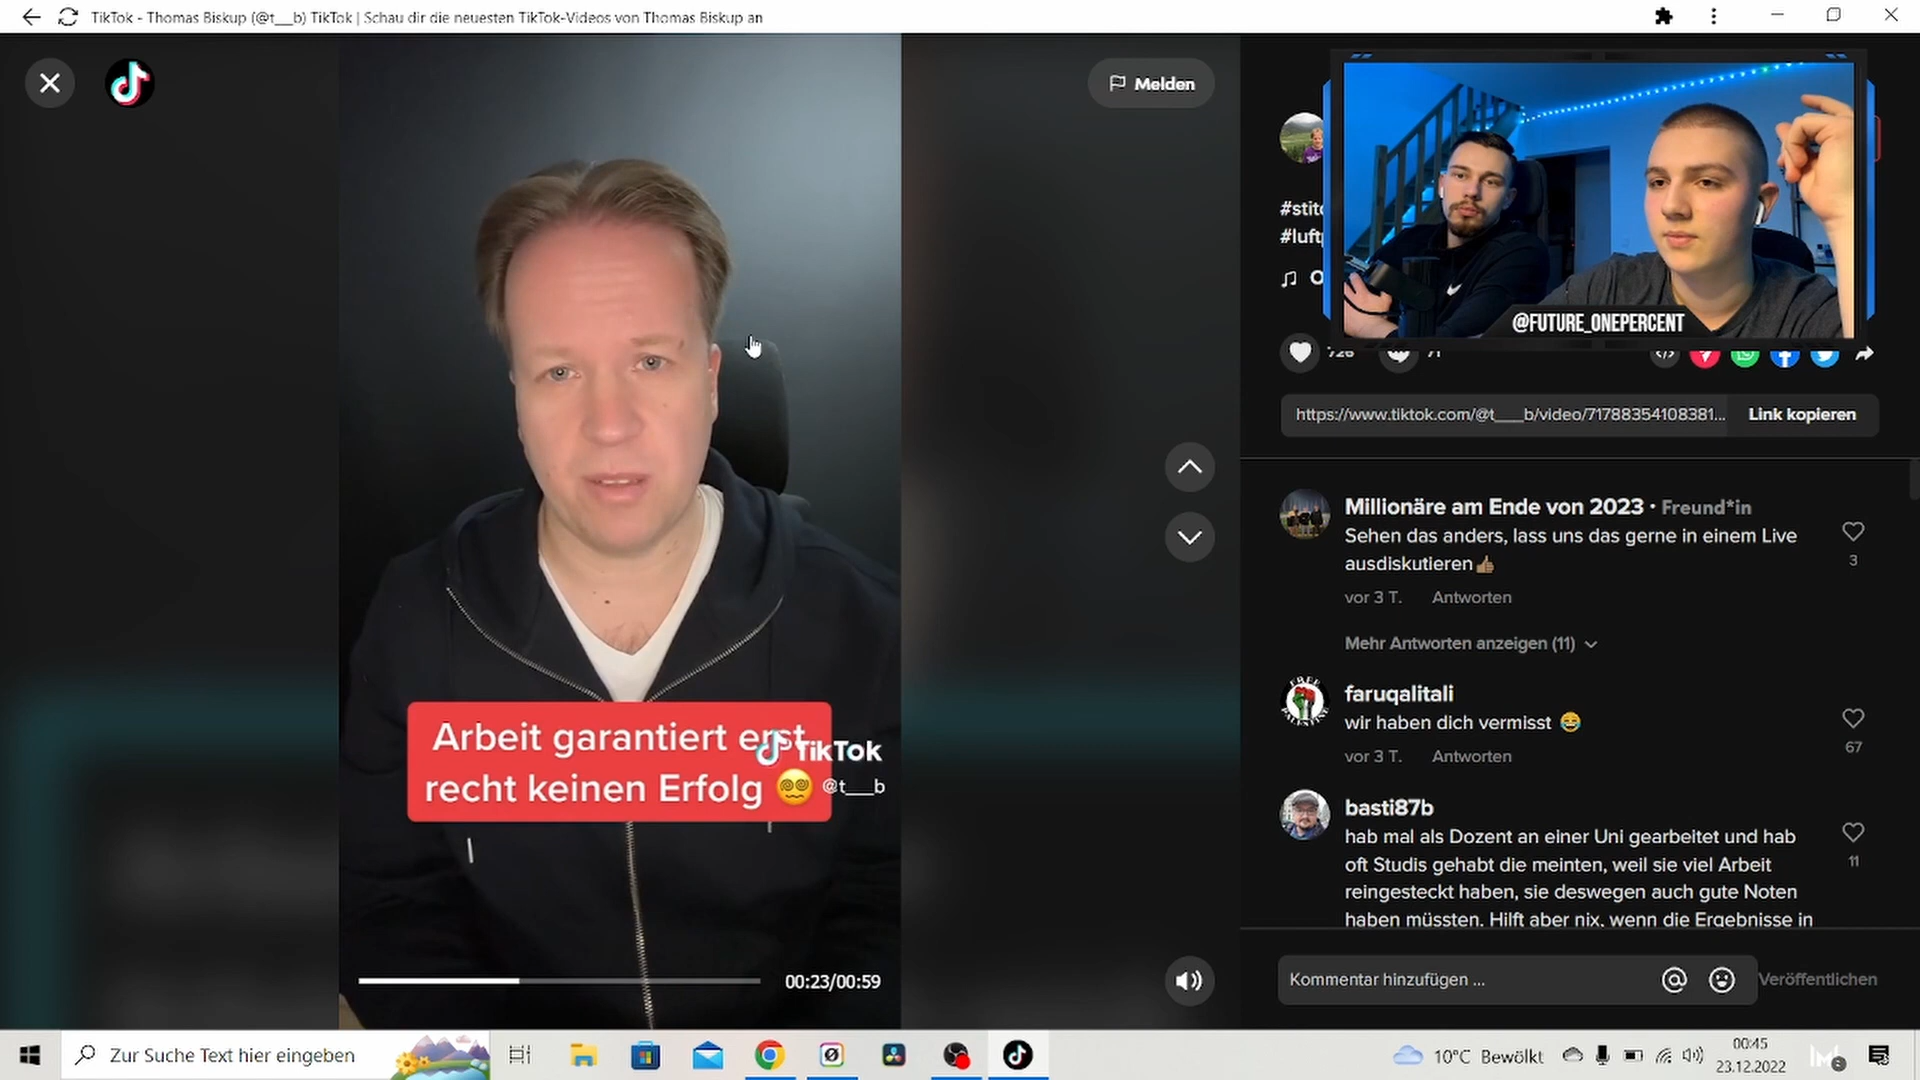 TikTok - Thomas Biskup (@t___b) TikTok | Schau dir die neuesten TikTok-Videos von Thomas Biskup an
Melden
@FUTURE_ONEPERCENT
726
71
https://www.tiktok.com/@t___b/video/71788354108381...
Link kopieren
Millionäre am Ende von 2023 · Freund*in
Sehen das anders, lass uns das gerne in einem Live
ausdiskutieren👍🏽
3
vor 3 T. Antworten
Mehr Antworten anzeigen (11)
faruqalitali
wir haben dich vermisst 😂
67
vor 3 T. Antworten
basti87b
hab mal als Dozent an einer Uni gearbeitet und hab
oft Studis gehabt die meinten, weil sie viel Arbeit
11
reingesteckt haben, sie deswegen auch gute Noten
haben müssten. Hilft aber nix, wenn die Ergebnisse in
Arbeit garantiert erst
recht keinen Erfolg 😵‍💫
TikTok
@t___b
00:23/00:59
Kommentar hinzufügen ...
Veröffentlichen
Zur Suche Text hier eingeben
10°C Bewölkt
00:45
23.12.2022